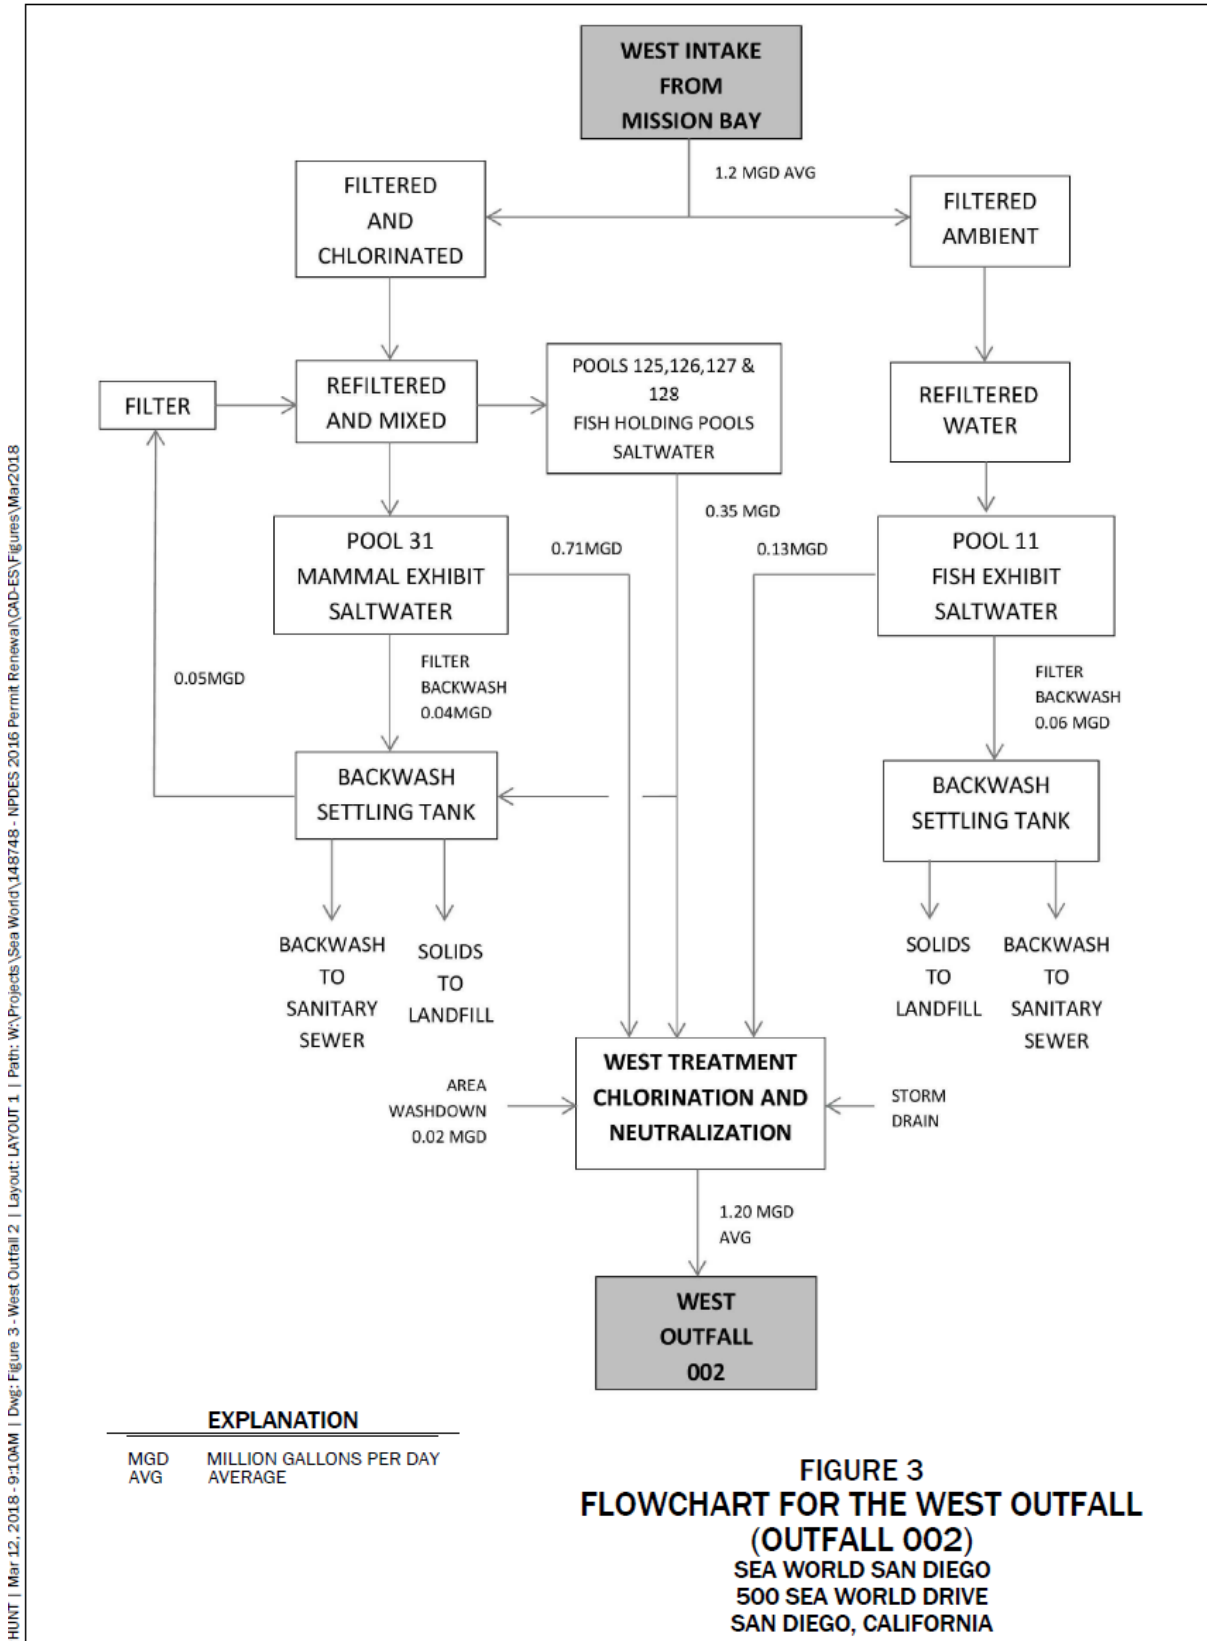 WEST INTAKE
FROM
MISSION BAY
1.2 MGD AVG
FILTERED
AND
CHLORINATED
FILTERED
AMBIENT
FILTER
REFILTERED
AND MIXED
POOLS 125,126,127 &
128
FISH HOLDING POOLS
SALTWATER
REFILTERED
WATER
0.35 MGD
POOL 31
MAMMAL EXHIBIT
SALTWATER
0.71MGD
0.13MGD
POOL 11
FISH EXHIBIT
SALTWATER
0.05MGD
FILTER
BACKWASH
0.04MGD
FILTER
BACKWASH
0.06 MGD
BACKWASH
SETTLING TANK
BACKWASH
SETTLING TANK
BACKWASH
TO
SANITARY
SEWER
SOLIDS
TO
LANDFILL
SOLIDS
TO
LANDFILL
BACKWASH
TO
SANITARY
SEWER
AREA
WASHDOWN
0.02 MGD
WEST TREATMENT
CHLORINATION AND
NEUTRALIZATION
STORM
DRAIN
1.20 MGD
AVG
WEST
OUTFALL
002
EXPLANATION
MGD MILLION GALLONS PER DAY
AVG AVERAGE
FIGURE 3
FLOWCHART FOR THE WEST OUTFALL
(OUTFALL 002)
SEA WORLD SAN DIEGO
500 SEA WORLD DRIVE
SAN DIEGO, CALIFORNIA
HUNT | Mar 12, 2018 - 9:10AM | Dwg: Figure 3 - West Outfall 2 | Layout: LAYOUT 1 | Path: W:\Projects\Sea World\148748 - NPDES 2016 Permit Renewal\CAD-ES\Figures\Mar2018